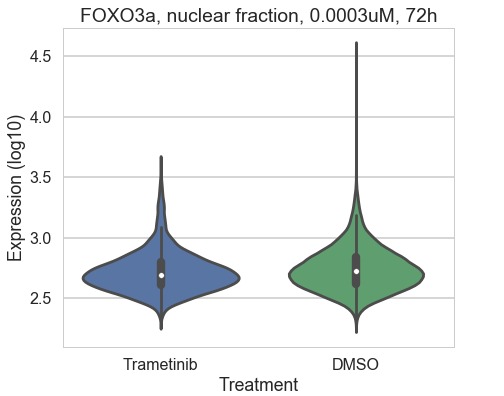 FOXO3a, nuclear fraction, 0.0003uM, 72h
Expression (log10)
4.5
4.0
3.5
3.0
2.5
Trametinib DMSO
Treatment